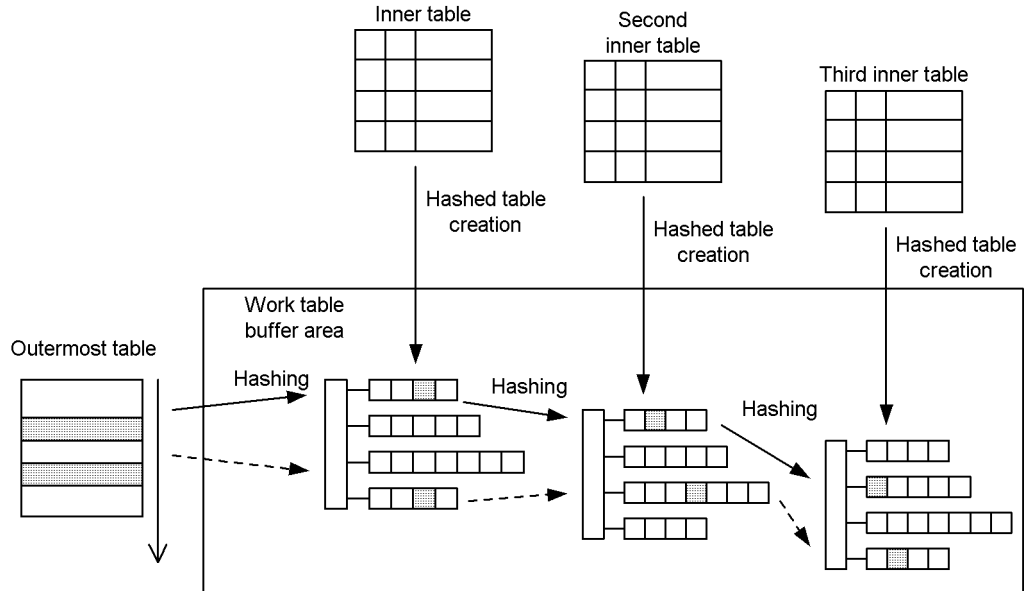 Inner table
Second
inner table
Third inner table
Hashed table
creation
Hashed table
creation
Hashed table
creation
Work table
buffer area
Outermost table
Hashing
Hashing
Hashing